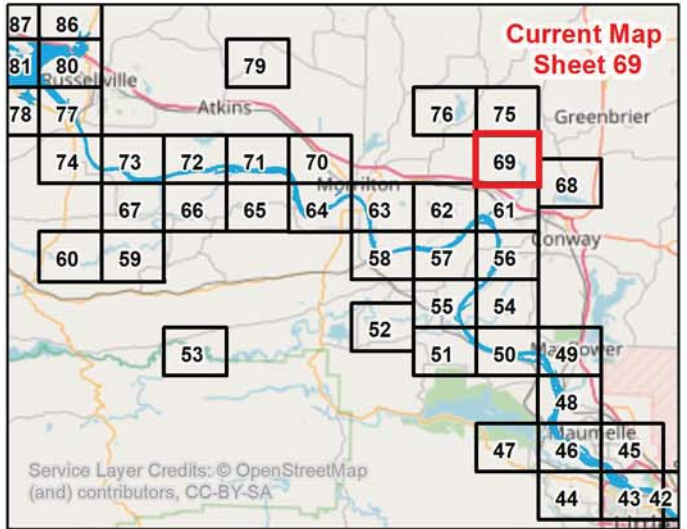 87 86
Current Map
Sheet 69
81 80
Russellville
79
78 77
Atkins
76 75
Greenbrier
74 73 72 71 70
69
Morrilton
68
67 66 65 64 63 62 61
Conway
60 59
58 57 56
55 54
52
53
51 50 49
48
Maumelle
47 46 45
Service Layer Credits: © OpenStreetMap
(and) contributors, CC-BY-SA
44 43 42